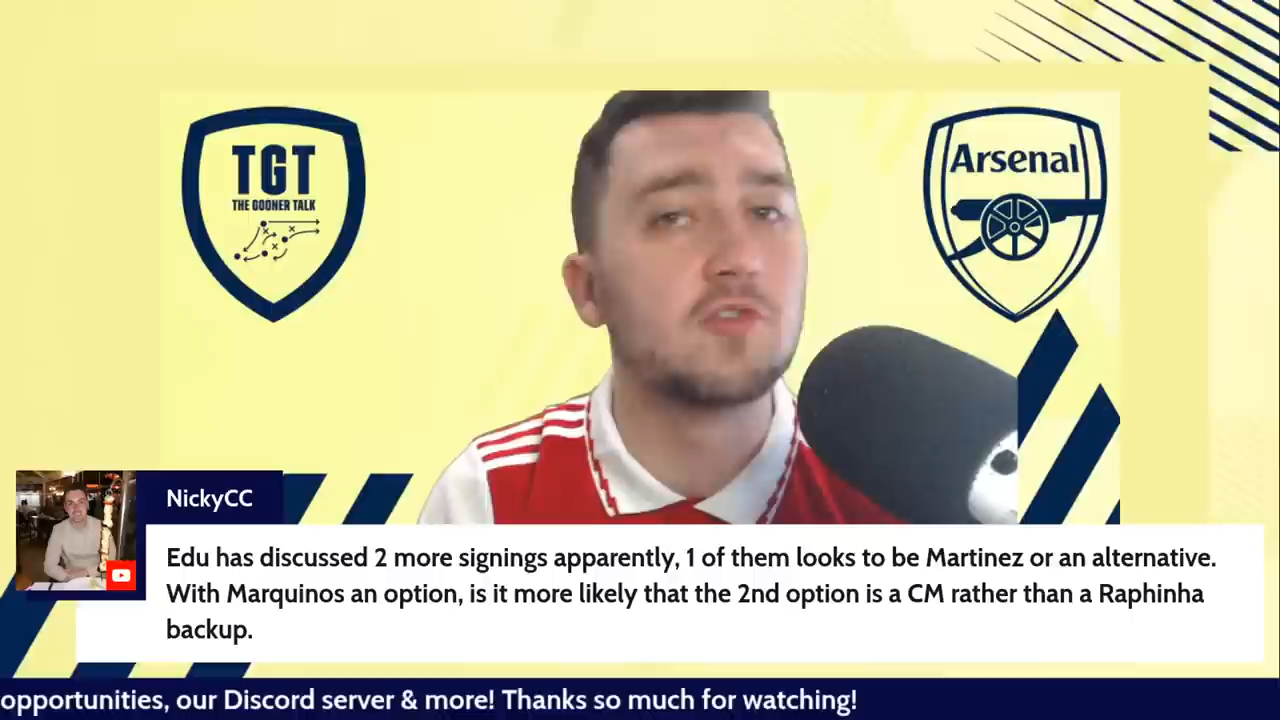 TGT
THE GOONER TALK
Arsenal
NickyCC
Edu has discussed 2 more signings apparently, 1 of them looks to be Martinez or an alternative.
With Marquinos an option, is it more likely that the 2nd option is a CM rather than a Raphinha
backup.
opportunities, our Discord server & more! Thanks so much for watching!